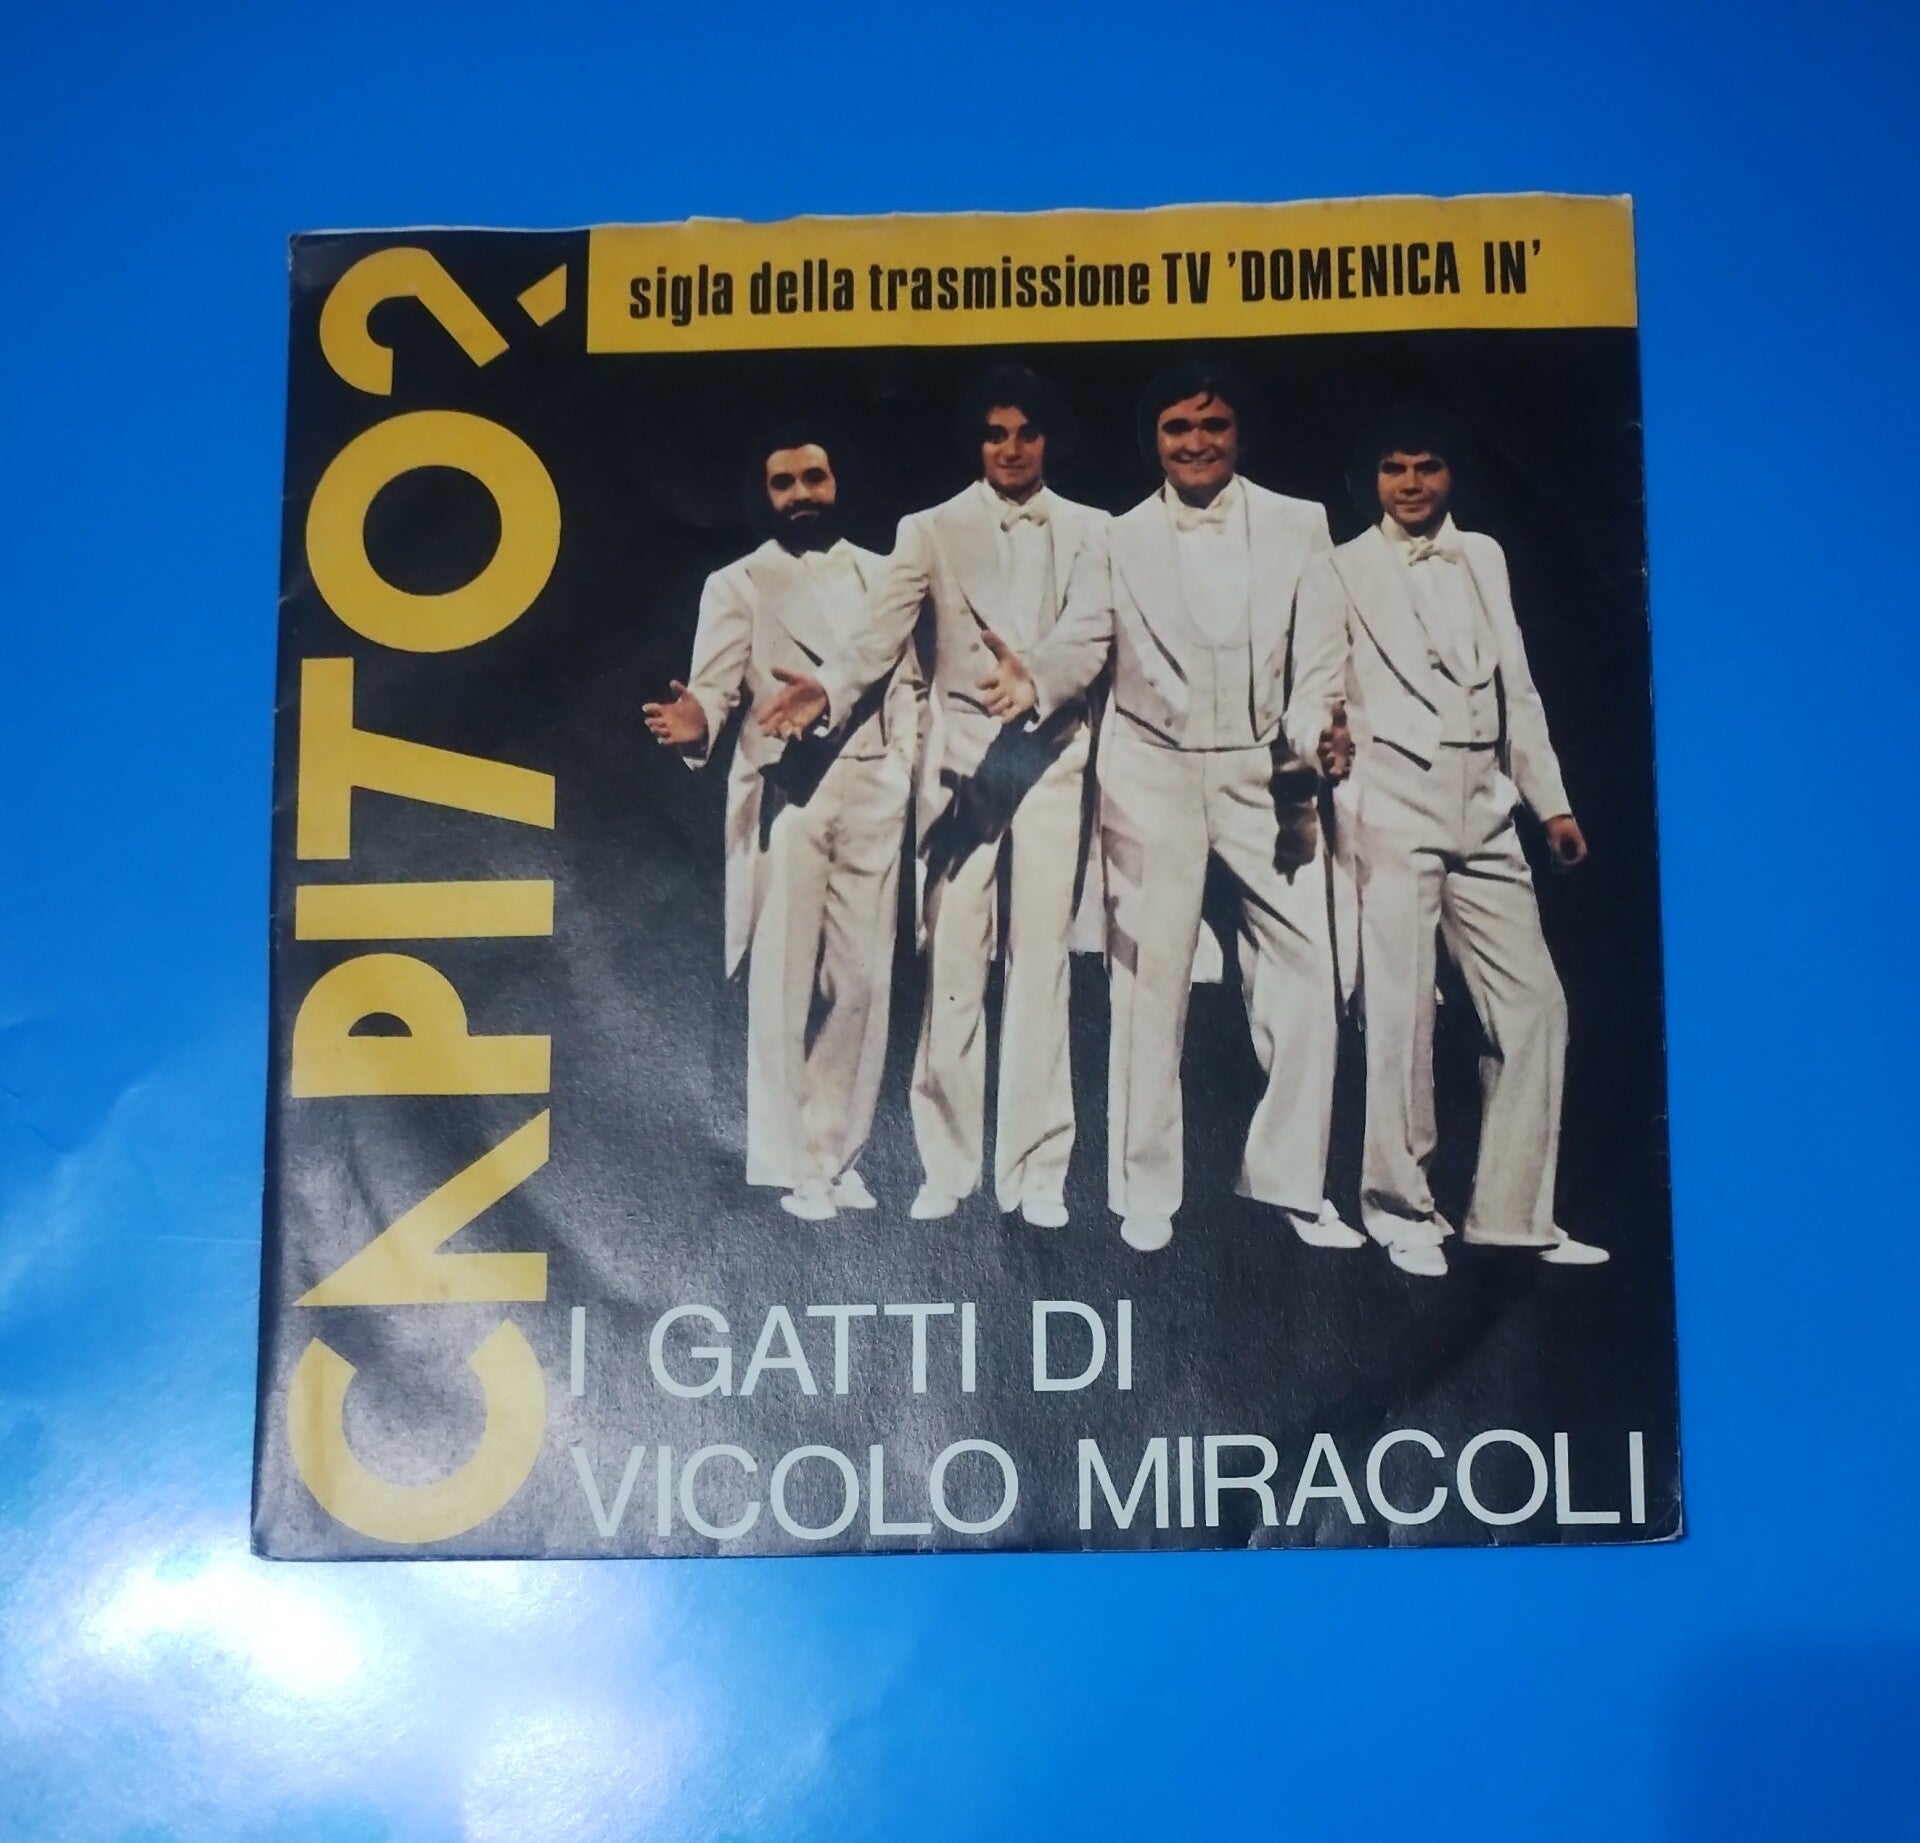 CAPITO?
sigla della trasmissione TV 'DOMENICA IN'
I GATTI DI
VICOLO MIRACOLI